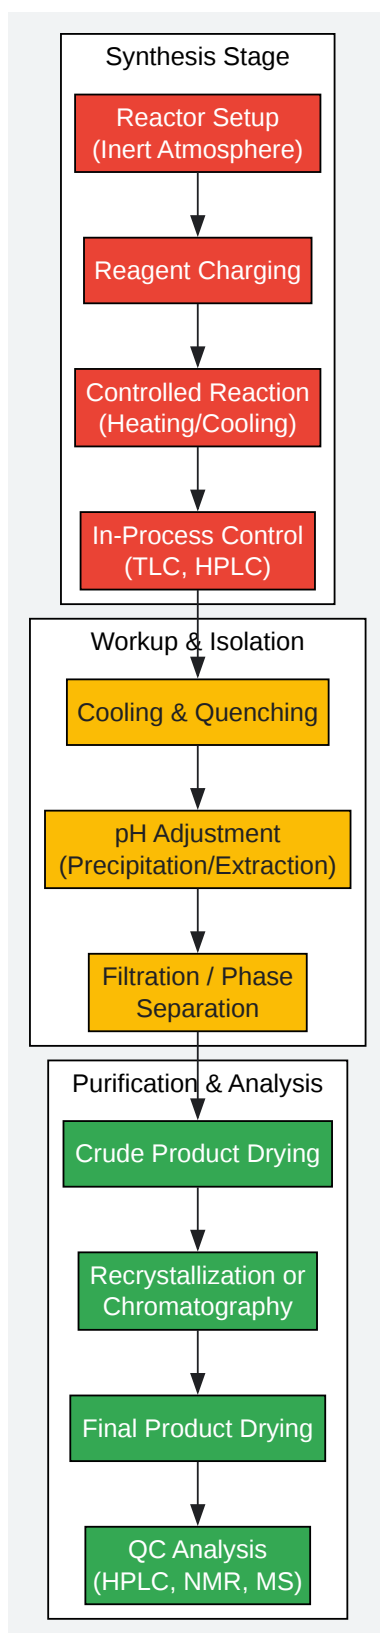 Synthesis Stage
Reactor Setup
(Inert Atmosphere)
Reagent Charging
Controlled Reaction
(Heating/Cooling)
In-Process Control
(TLC, HPLC)
Workup & Isolation
Cooling & Quenching
pH Adjustment
(Precipitation/Extraction)
Filtration / Phase
Separation
Purification & Analysis
Crude Product Drying
Recrystallization or
Chromatography
Final Product Drying
QC Analysis
(HPLC, NMR, MS)